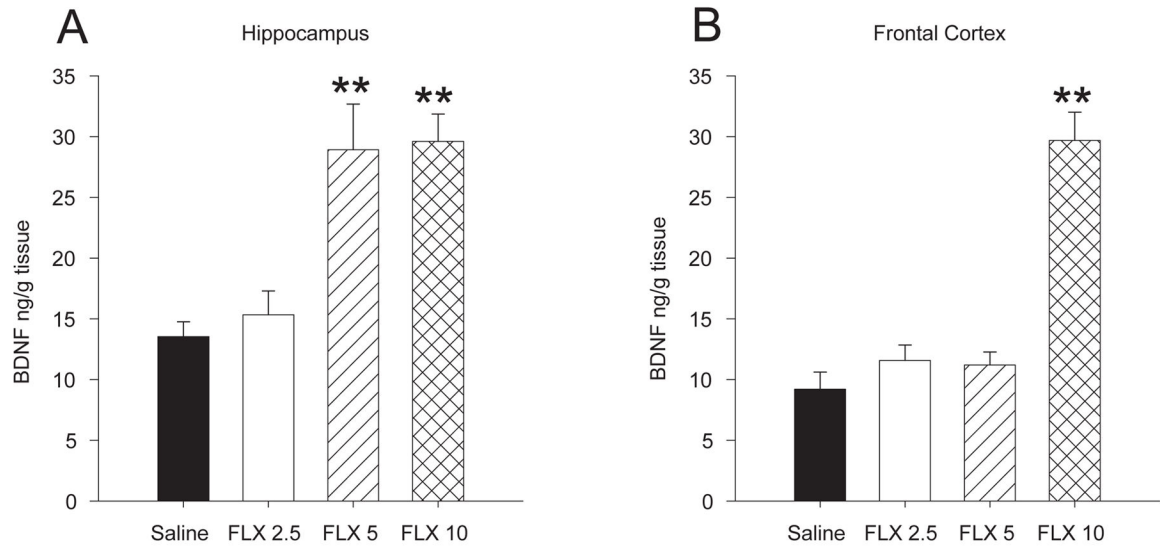 A
Hippocampus
BDNF ng/g tissue
35
30
25
20
15
10
5
0
**
**
Saline FLX 2.5 FLX 5 FLX 10
B
Frontal Cortex
BDNF ng/g tissue
35
30
25
20
15
10
5
0
**
Saline FLX 2.5 FLX 5 FLX 10